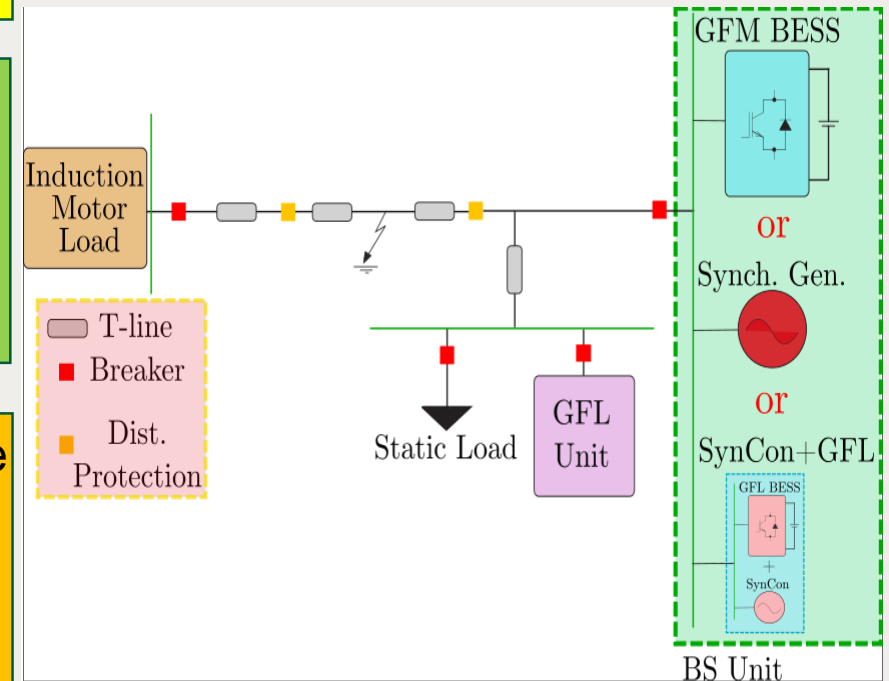 GFM BESS
or
Synch. Gen.
or
SynCon+GFL
GFL BESS
+
SynCon
BS Unit
Induction
Motor
Load
T-line
Breaker
Dist.
Protection
Static Load
GFL
Unit
e